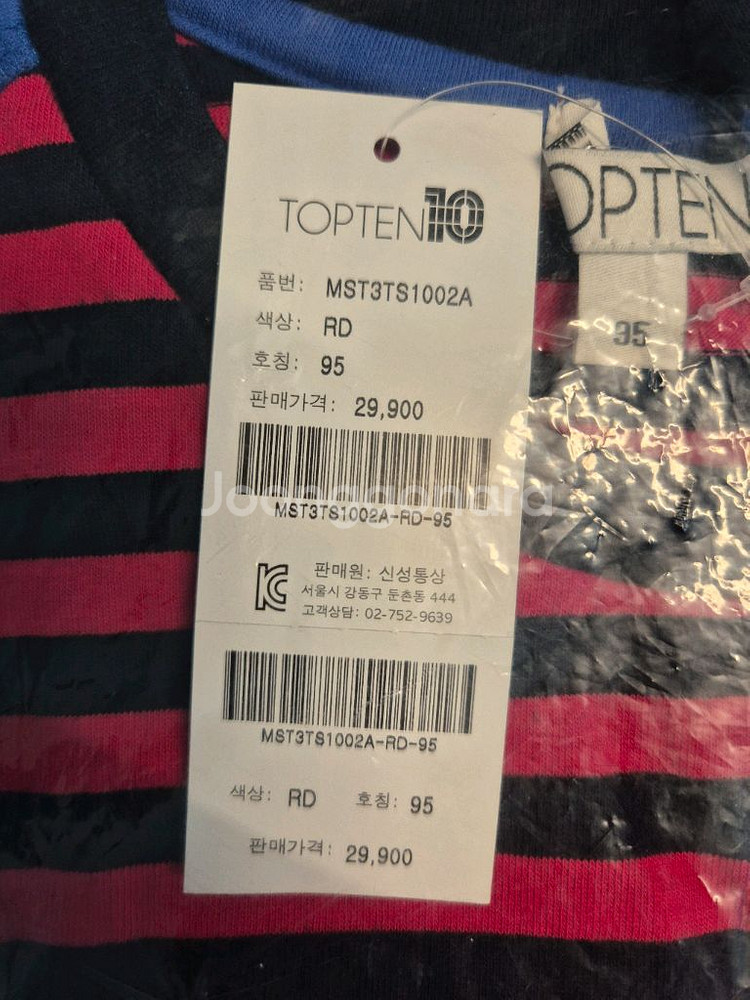 TOPTEN10
품번: MST3TS1002A
색상: RD
호칭: 95
판매가격: 29,900
MST3TS1002A-RD-95
판매원: 신성통상
서울시 강동구 둔촌동 444
고객상담: 02-752-9639
MST3TS1002A-RD-95
색상: RD 호칭: 95
판매가격: 29,900
OPTEN
95
Joonggonara